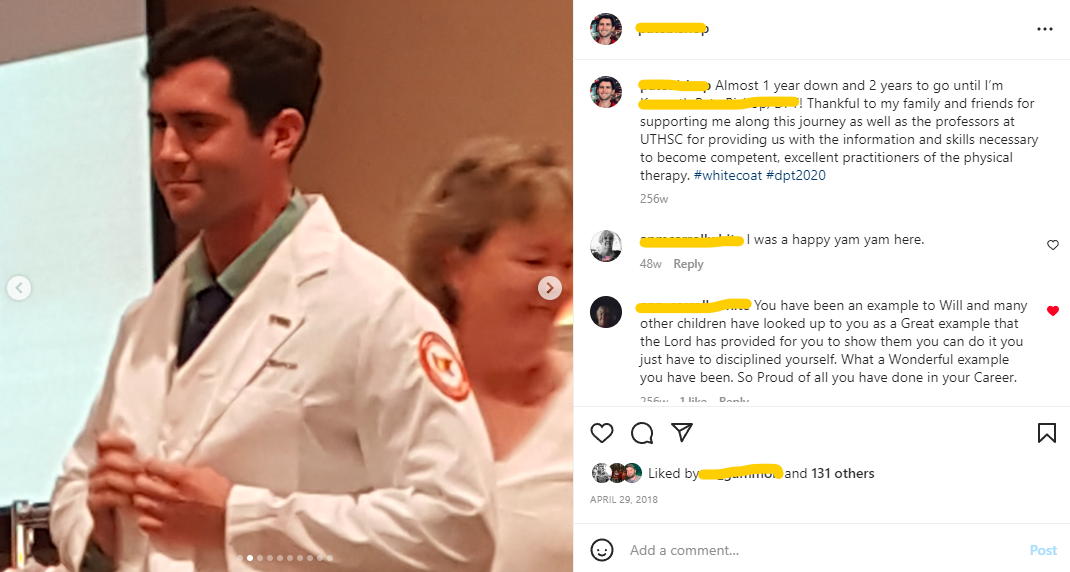 Almost 1 year down and 2 years to go until I'm
! Thankful to my family and friends for
supporting me along this journey as well as the professors at
UTHSC for providing us with the information and skills necessary
to become competent, excellent practitioners of the physical
therapy. #whitecoat #dpt2020
256w
I was a happy yam yam here.
48w Reply
You have been an example to Will and many
other children have looked up to you as a Great example that
the Lord has provided for you to show them you can do it you
just have to disciplined yourself. What a Wonderful example
you have been. So Proud of all you have done in your Career.
256w 1 like Reply
Liked by and 131 others
APRIL 29, 2018
Add a comment... Post